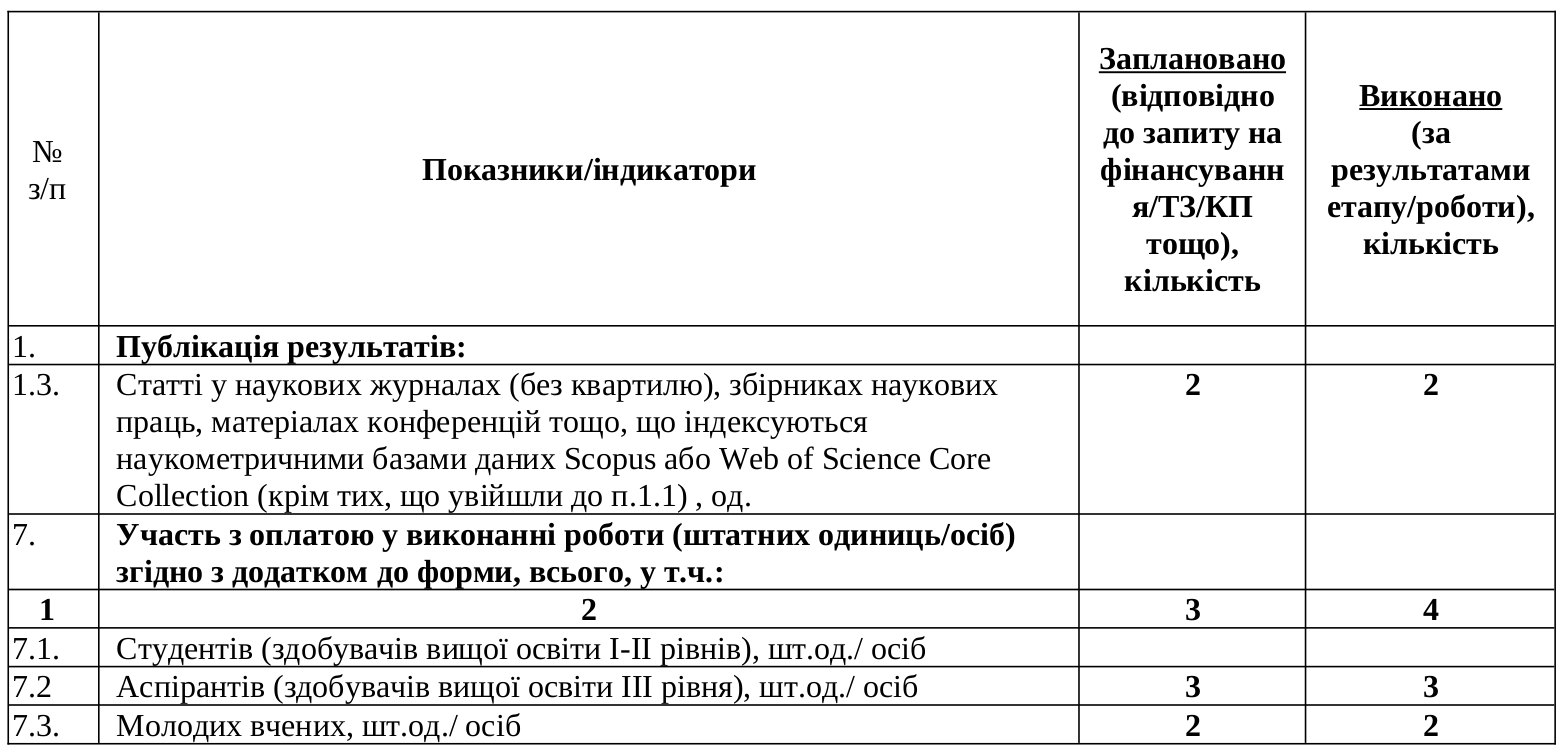 №
з/п
Показники/індикатори
Заплановано
(відповідно
до запиту на
фінансуванн
я/ТЗ/КП
тощо),
кількість
Виконано
(за
результатами
етапу/роботи),
кількість
1. Публікація результатів:
1.3. Статті у наукових журналах (без квартилю), збірниках наукових 2 2
праць, матеріалах конференцій тощо, що індексуються
наукометричними базами даних Scopus або Web of Science Core
Collection (крім тих, що увійшли до п.1.1) , од.
7. Участь з оплатою у виконанні роботи (штатних одиниць/осіб)
згідно з додатком до форми, всього, у т.ч.:
1 2 3 4
7.1. Студентів (здобувачів вищої освіти І-ІІ рівнів), шт.од./ осіб
7.2 Аспірантів (здобувачів вищої освіти ІІІ рівня), шт.од./ осіб 3 3
7.3. Молодих вчених, шт.од./ осіб 2 2